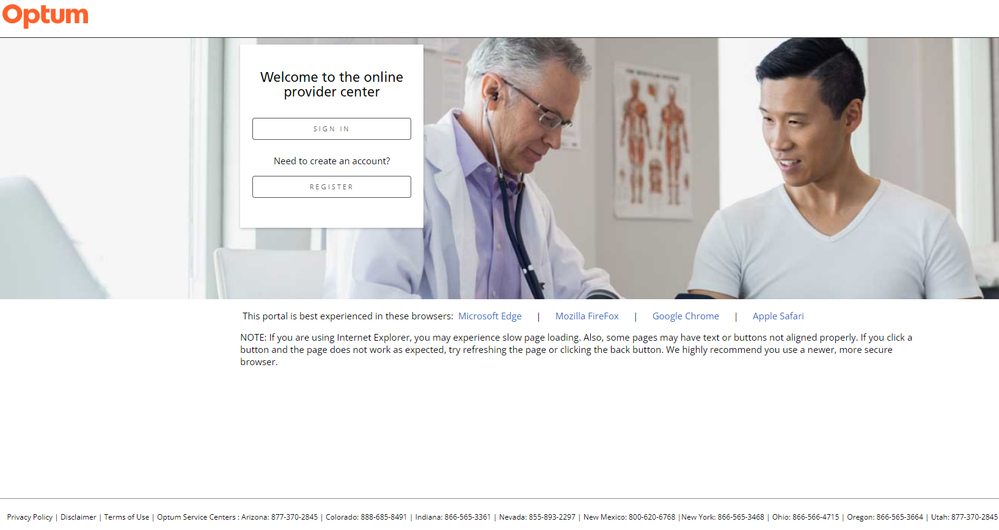 Optum
Welcome to the online
provider center
SIGN IN
Need to create an account?
REGISTER
This portal is best experienced in these browsers: Microsoft Edge | Mozilla FireFox | Google Chrome | Apple Safari
NOTE: If you are using Internet Explorer, you may experience slow page loading. Also, some pages may have text or buttons not aligned properly. If you click a
button and the page does not work as expected, try refreshing the page or clicking the back button. We highly recommend you use a newer, more secure
browser.
Privacy Policy | Disclaimer | Terms of Use | Optum Service Centers : Arizona: 877-370-2845 | Colorado: 888-685-8491 | Indiana: 866-565-3361 | Nevada: 855-893-2297 | New Mexico: 800-620-6768 |New York: 866-565-3468 | Ohio: 866-566-4715 | Oregon: 866-565-3664 | Utah: 877-370-2845